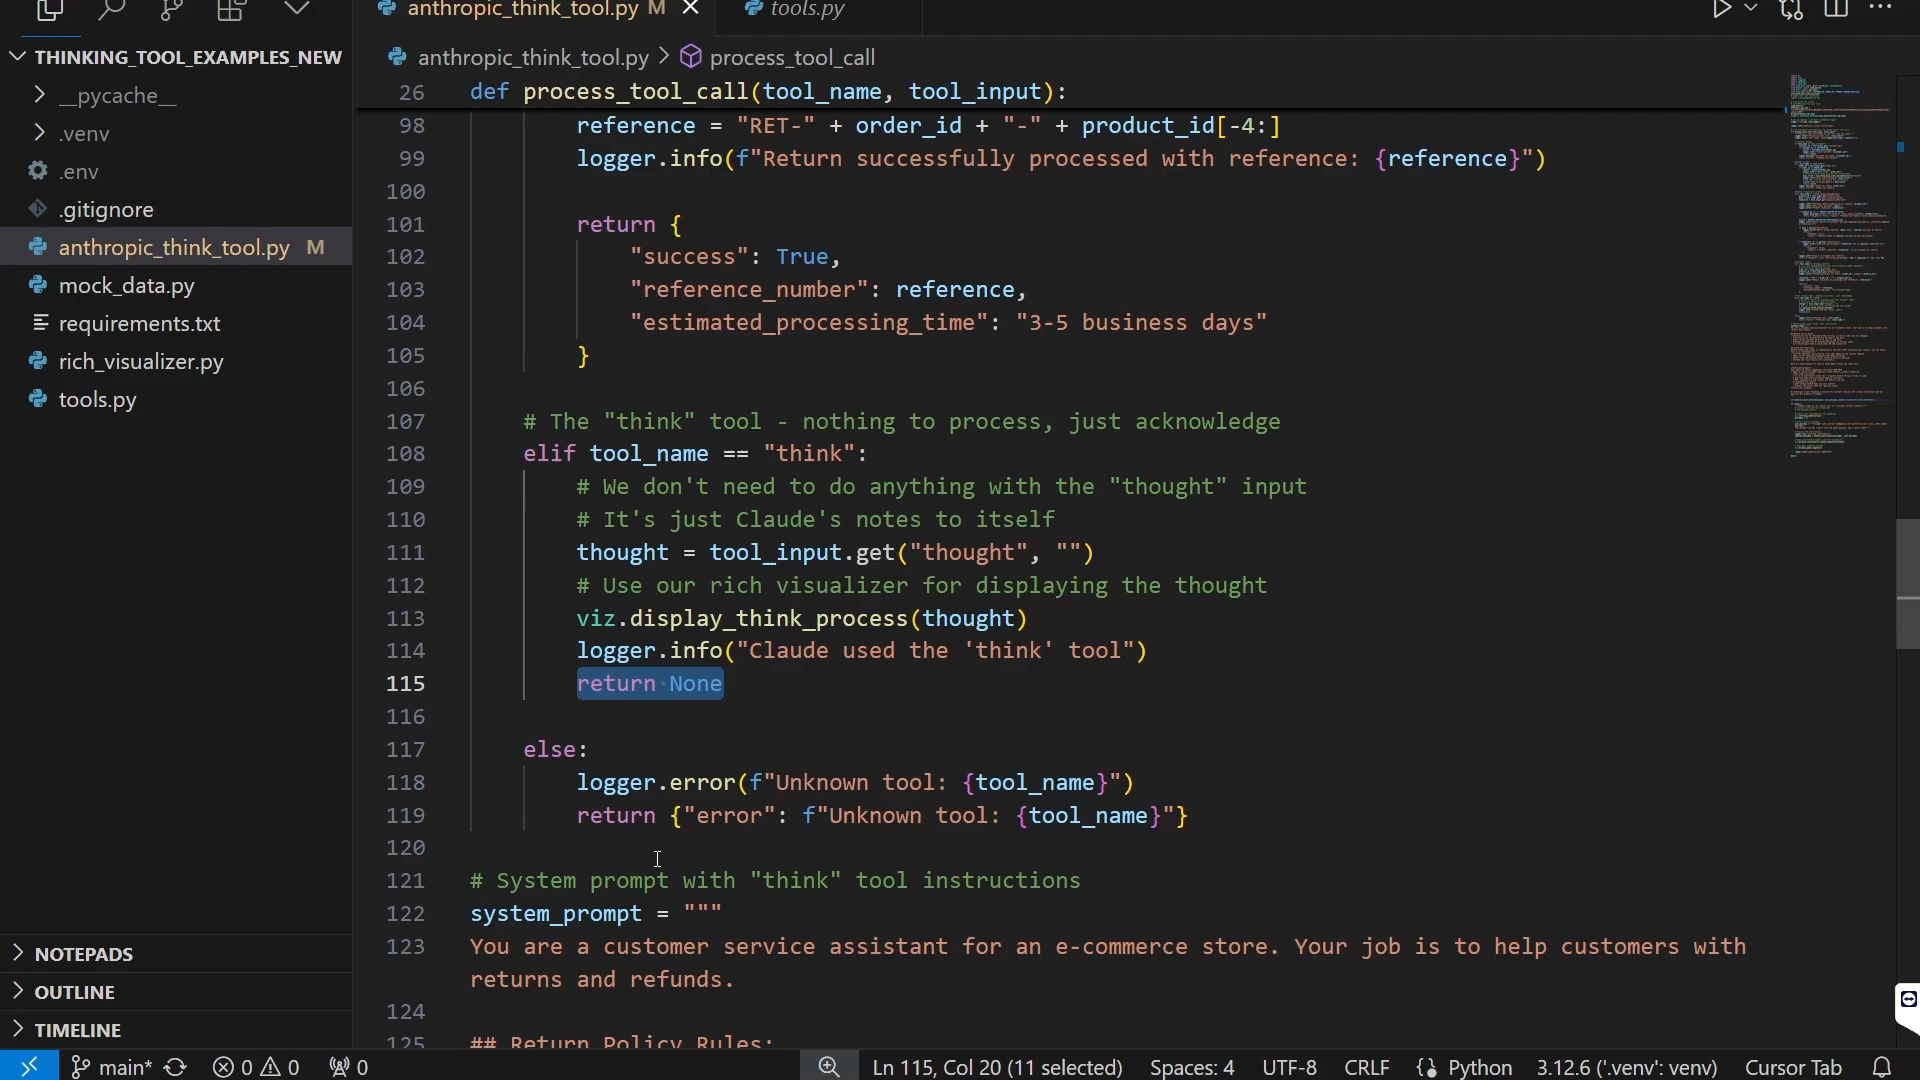 anthropic_think_tool.py M
tools.py
THINKING_TOOL_EXAMPLES_NEW
__pycache__
.venv
.env
.gitignore
anthropic_think_tool.py M
mock_data.py
requirements.txt
rich_visualizer.py
tools.py
NOTEPADS
OUTLINE
TIMELINE
anthropic_think_tool.py > process_tool_call
26 def process_tool_call(tool_name, tool_input):
98 reference = "RET-" + order_id + "-" + product_id[-4:]
99 logger.info(f"Return successfully processed with reference: {reference}")
100
101 return {
102 "success": True,
103 "reference_number": reference,
104 "estimated_processing_time": "3-5 business days"
105 }
106
107 # The "think" tool - nothing to process, just acknowledge
108 elif tool_name == "think":
109 # We don't need to do anything with the "thought" input
110 # It's just Claude's notes to itself
111 thought = tool_input.get("thought", "")
112 # Use our rich visualizer for displaying the thought
113 viz.display_think_process(thought)
114 logger.info("Claude used the 'think' tool")
115 return None
116
117 else:
118 logger.error(f"Unknown tool: {tool_name}")
119 return {"error": f"Unknown tool: {tool_name}"}
120
121 # System prompt with "think" tool instructions
122 system_prompt = """
123 You are a customer service assistant for an e-commerce store. Your job is to help customers with
returns and refunds.
124
125 ## Return Policy Rules:
main* 0 0 0
Ln 115, Col 20 (11 selected) Spaces: 4 UTF-8 CRLF Python 3.12.6 ('.venv': venv) Cursor Tab